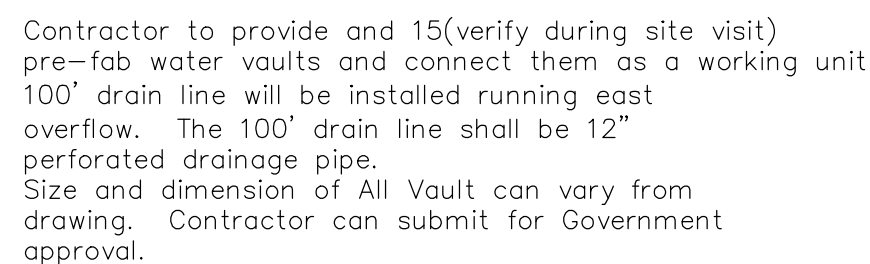 Contractor to provide and 15(verify during site visit)
pre-fab water vaults and connect them as a working unit
100' drain line will be installed running east
overflow.  The 100' drain line shall be 12"
perforated drainage pipe.
Size and dimension of All Vault can vary from
drawing.  Contractor can submit for Government
approval.